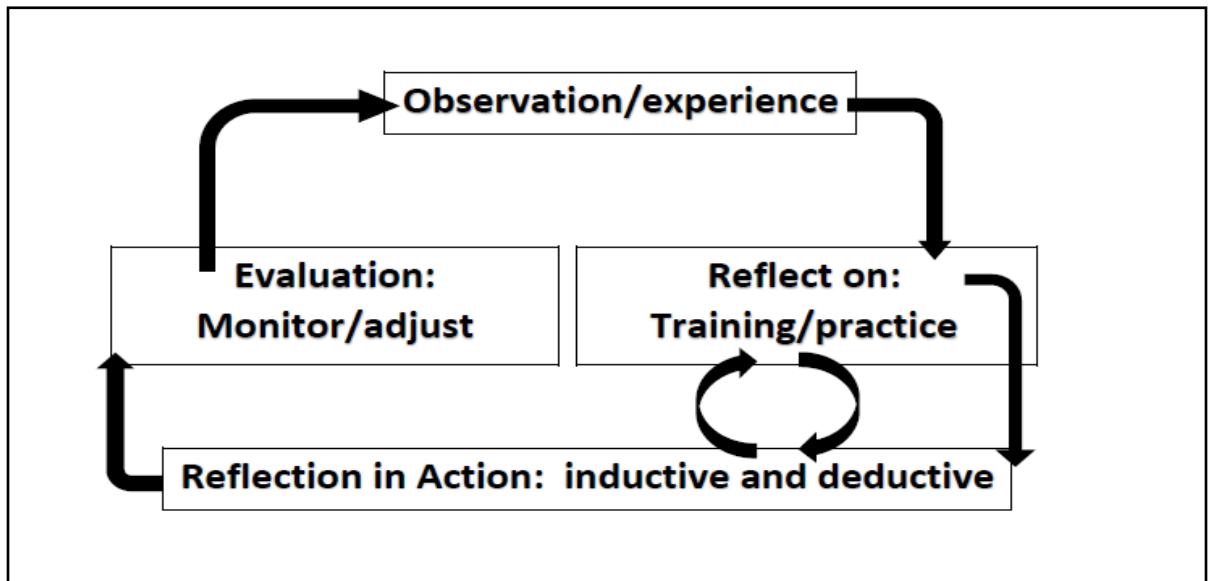 Observation/experience
Evaluation:
Monitor/adjust
Reflect on:
Training/practice
Reflection in Action:  inductive and deductive